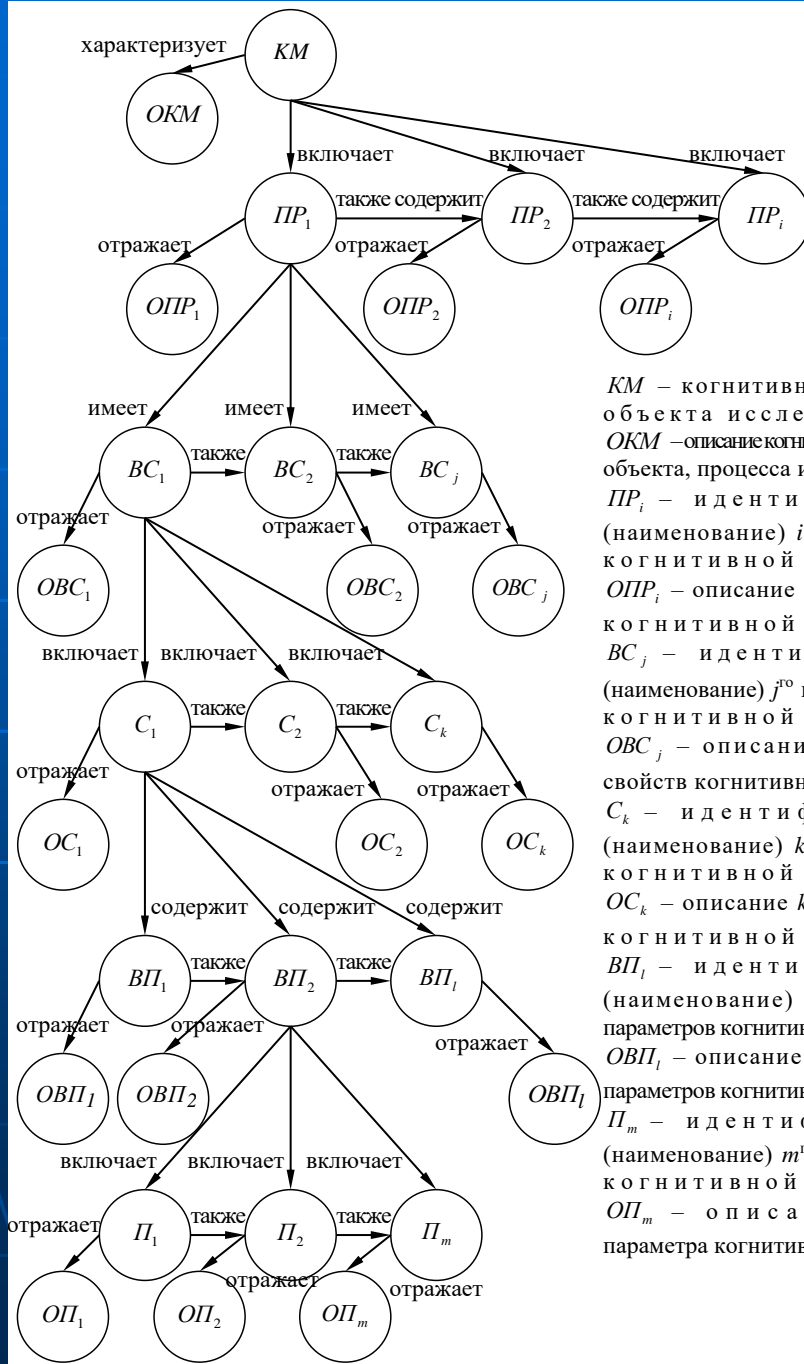 характеризует
КМ
ОКМ
включает включает включает
ПР₁ также содержит ПР₂ также содержит ПРᵢ
отражает отражает отражает
ОПР₁ ОПР₂ ОПРᵢ
имеет имеет имеет
ВС₁ также ВС₂ также ВСⱼ
отражает отражает отражает
ОВС₁ ОВС₂ ОВСⱼ
включает включает включает
С₁ также С₂ также Сₖ
отражает отражает отражает
ОС₁ ОС₂ ОСₖ
содержит содержит содержит
ВП₁ также ВП₂ также ВПₗ
отражает отражает отражает
ОВП₁ ОВП₂ ОВПₗ
включает включает включает
П₁ также П₂ также Пₘ
отражает отражает отражает
ОП₁ ОП₂ ОПₘ
КМ – когнитивн
объекта иссле
ОКМ – описание когн
объекта, процесса и
ПРᵢ – иденти
(наименование) i
когнитивной
ОПРᵢ – описание
когнитивной
ВСⱼ – иденти
(наименование) jго
когнитивной
ОВСⱼ – описани
свойств когнитивн
Сₖ – идентиф
(наименование) k
когнитивной
ОСₖ – описание k
когнитивной
ВПₗ – иденти
(наименование)
параметров когнитив
ОВПₗ – описание
параметров когнитив
Пₘ – иденти
(наименование) m
когнитивной
ОПₘ – описа
параметра когнитив